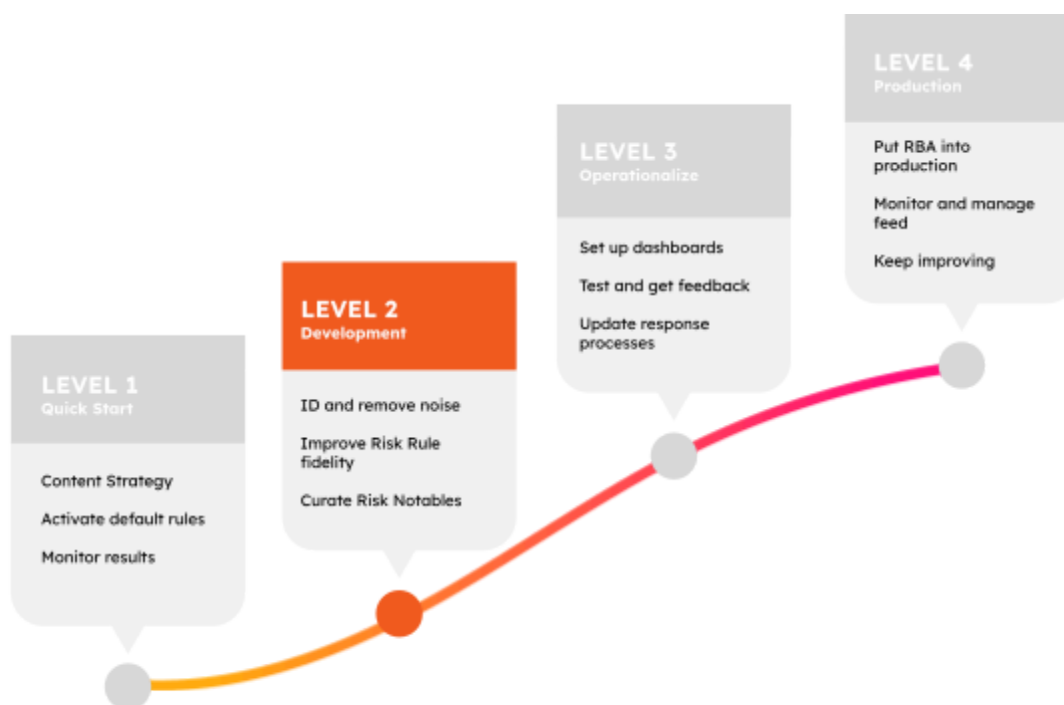 LEVEL 1
Quick Start
Content Strategy
Activate default rules
Monitor results
LEVEL 2
Development
ID and remove noise
Improve Risk Rule
fidelity
Curate Risk Notables
LEVEL 3
Operationalize
Set up dashboards
Test and get feedback
Update response
processes
LEVEL 4
Production
Put RBA into
production
Monitor and manage
feed
Keep improving